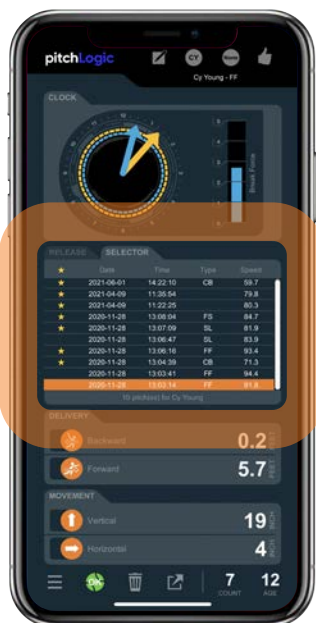 pitchLogic
CY
None
Cy Young - FF
CLOCK
12
Break Force
RELEASE SELECTOR
★ Date Time Type Speed
★ 2021-06-01 14:22:10 CB 59.7
★ 2021-04-09 11:35:54 79.8
★ 2021-04-09 11:22:25 80.3
★ 2020-11-28 13:08:04 FS 84.7
★ 2020-11-28 13:07:09 SL 81.9
2020-11-28 13:06:47 SL 83.9
★ 2020-11-28 13:06:16 FF 93.4
★ 2020-11-28 13:04:39 CB 71.3
2020-11-28 13:03:41 FF 94.4
2020-11-28 13:03:14 FF 91.8
pitch(es) for Cy Young
DELIVERY
Backward 0.2 FEET
Forward 5.7 FEET
MOVEMENT
Vertical 19 INCH
Horizontal 4 INCH
7 12
COUNT AGE